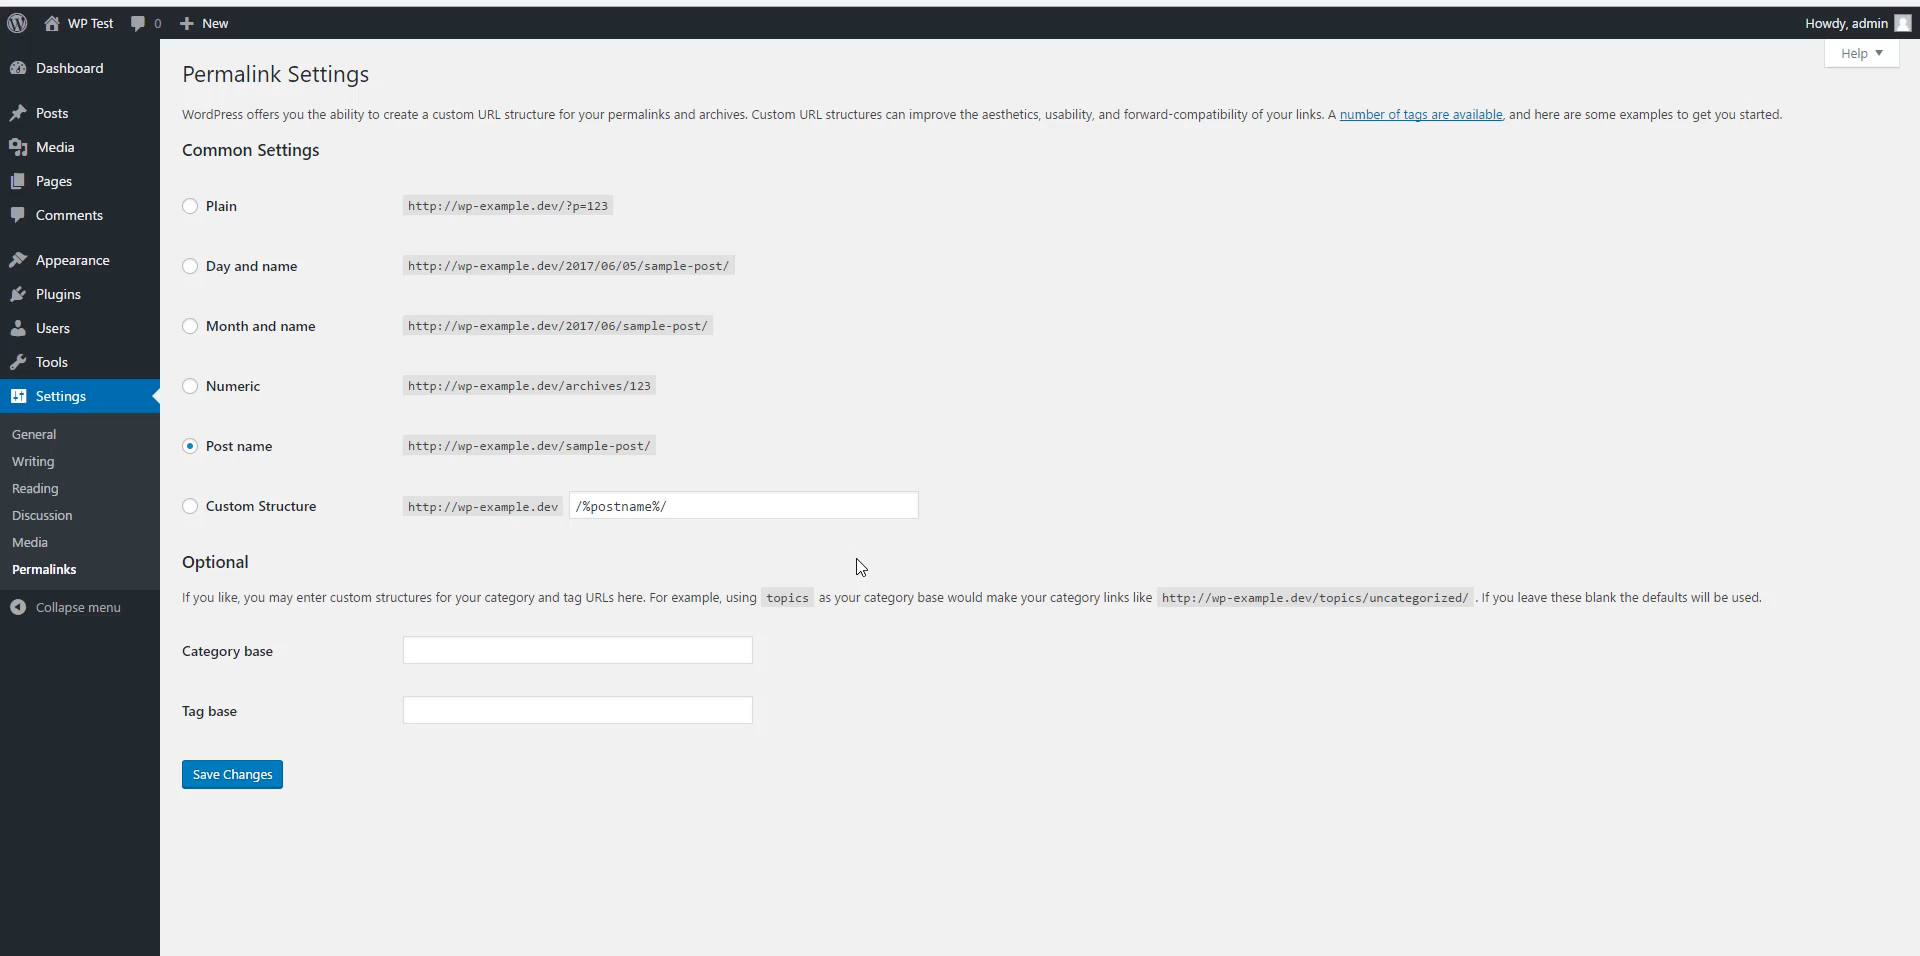 WP Test 0 New Howdy, admin
Help
Dashboard
Posts
Media
Pages
Comments
Appearance
Plugins
Users
Tools
Settings
General
Writing
Reading
Discussion
Media
Permalinks
Collapse menu
Permalink Settings
WordPress offers you the ability to create a custom URL structure for your permalinks and archives. Custom URL structures can improve the aesthetics, usability, and forward-compatibility of your links. A number of tags are available, and here are some examples to get you started.
Common Settings
Plain http://wp-example.dev/?p=123
Day and name http://wp-example.dev/2017/06/05/sample-post/
Month and name http://wp-example.dev/2017/06/sample-post/
Numeric http://wp-example.dev/archives/123
Post name http://wp-example.dev/sample-post/
Custom Structure http://wp-example.dev /%postname%/
Optional
If you like, you may enter custom structures for your category and tag URLs here. For example, using topics as your category base would make your category links like http://wp-example.dev/topics/uncategorized/ . If you leave these blank the defaults will be used.
Category base
Tag base
Save Changes